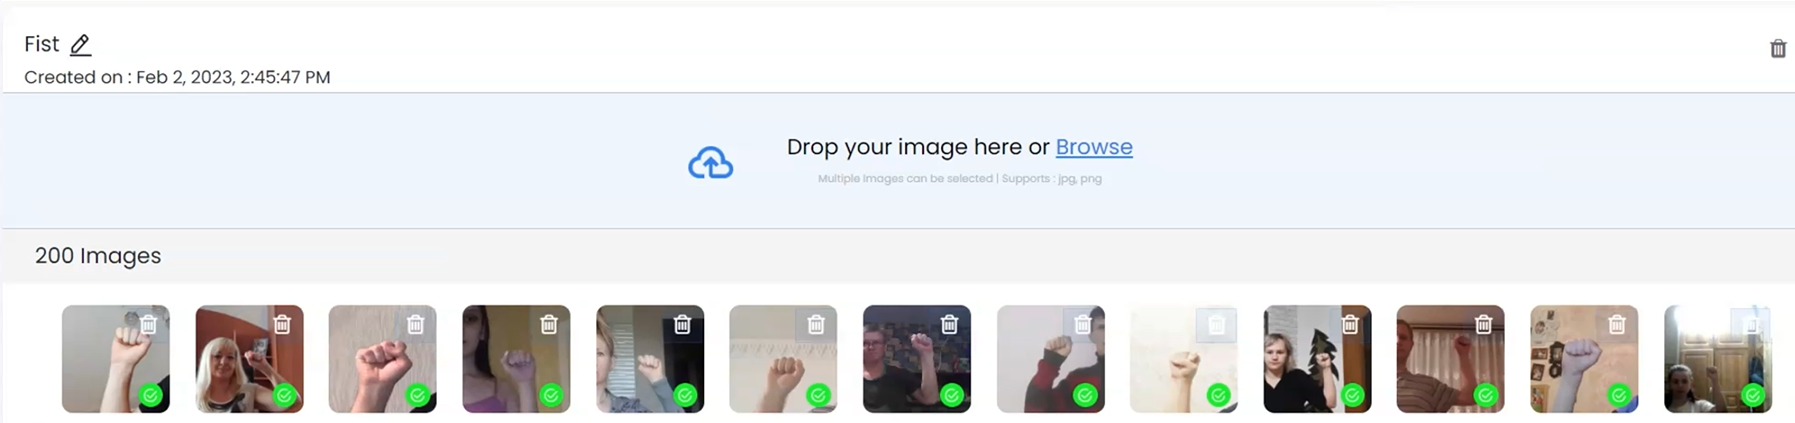 Fist
Created on : Feb 2, 2023, 2:45:47 PM
Drop your image here or Browse
Multiple images can be selected | Supports : jpg, png
200 Images